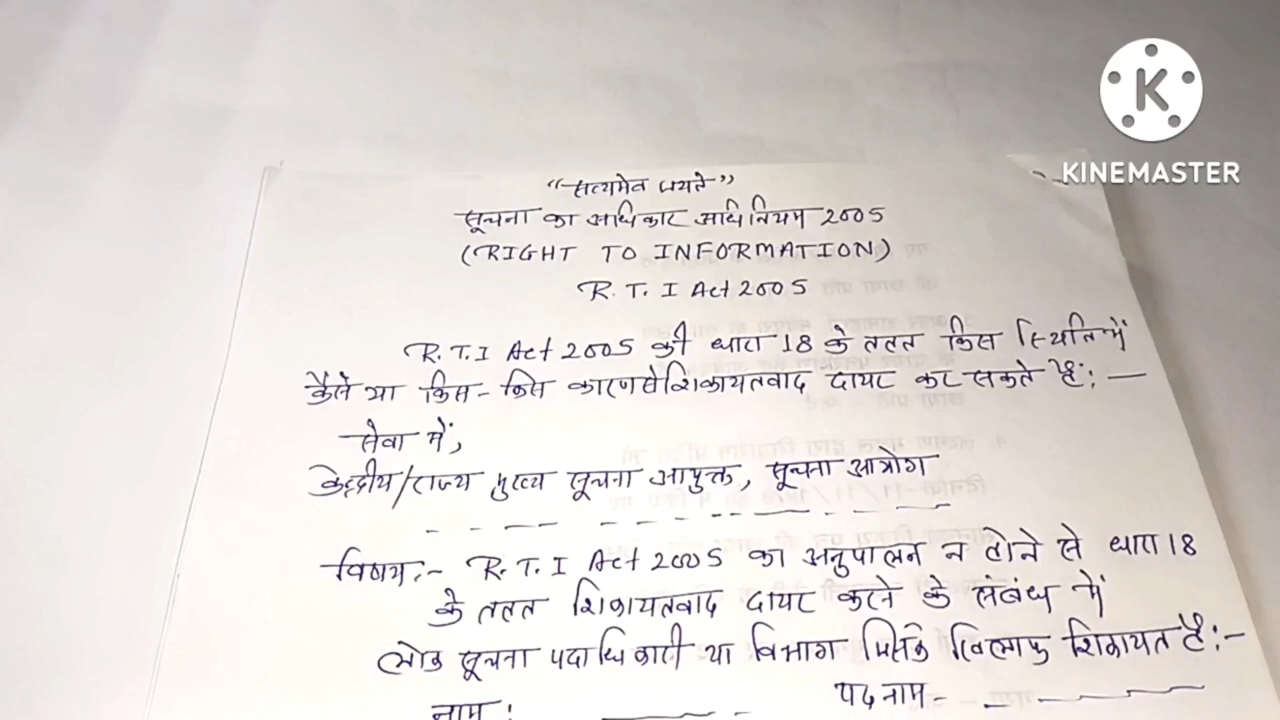 K
KINEMASTER
"सत्यमेव जयते"
सूचना का अधिकार अधिनियम 2005
(RIGHT TO INFORMATION)
R. T. I Act 2005
R.T.I Act 2005 की धारा 18 के तहत किस स्थिति में
कैसे या किस - किस कारण से शिकायतवाद दायर कर सकते हैं: —
सेवा में,
केन्द्रीय/राज्य मुख्य सूचना आयुक्त, सूचना आयोग
विषय:- R. T. I Act 2005 का अनुपालन न होने से धारा 18
के तहत शिकायतवाद दायर करने के संबंध में
लोक सूचना पदाधिकारी या विभाग जिसके खिलाफ शिकायत है:-
नाम: पद नाम-